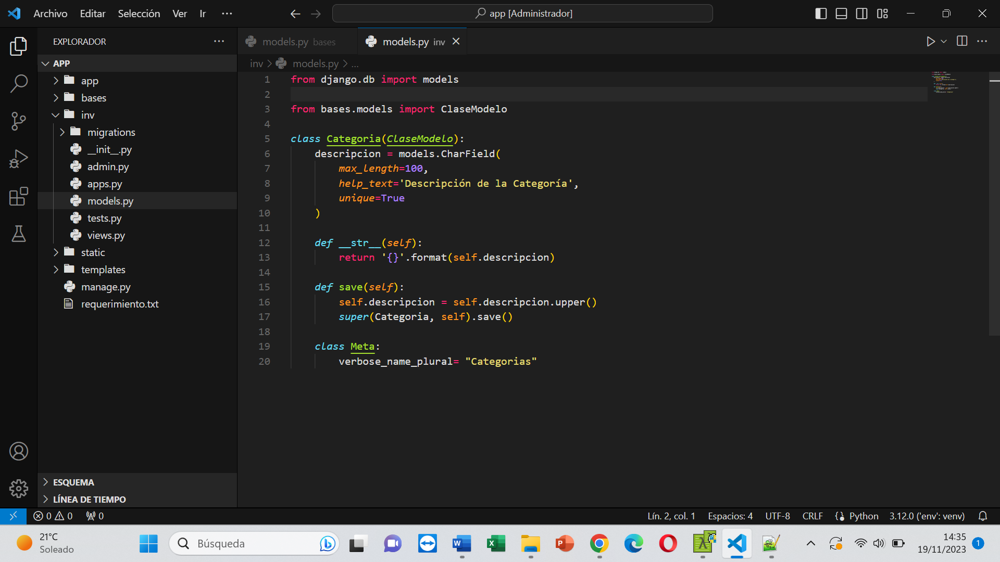 Archivo Editar Selección Ver Ir ··· app [Administrador]
EXPLORADOR ···
models.py bases models.py inv
APP
inv > models.py > ...
app
bases
inv
migrations
__init__.py
admin.py
apps.py
models.py
tests.py
views.py
static
templates
manage.py
requerimiento.txt
1 from django.db import models
2
3 from bases.models import ClaseModelo
4
5 class Categoria(ClaseModelo):
6 descripcion = models.CharField(
7 max_length=100,
8 help_text='Descripción de la Categoría',
9 unique=True
10 )
11
12 def __str__(self):
13 return '{}'.format(self.descripcion)
14
15 def save(self):
16 self.descripcion = self.descripcion.upper()
17 super(Categoria, self).save()
18
19 class Meta:
20 verbose_name_plural= "Categorias"
ESQUEMA
LÍNEA DE TIEMPO
0 0 0 Lín. 2, col. 1 Espacios: 4 UTF-8 CRLF Python 3.12.0 ('env': venv)
21°C
Soleado
Búsqueda
14:35
19/11/2023
1